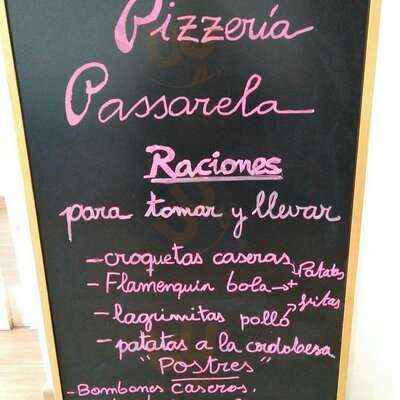 Pizzería
Passarela
Raciones
para tomar y llevar
- croquetas caseras
- Flamenquin bola → +
Patatas
fritas
- lagrimitas pollo
- patatas a la cordobesa
"Postres"
- Bombones caseros,